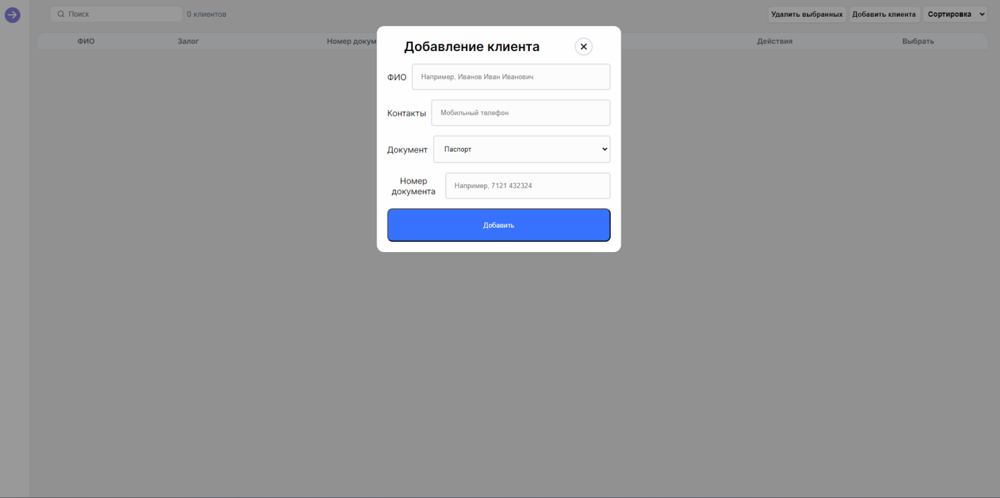 Поиск
0 клиентов
Удалить выбранных
Добавить клиента
Сортировка
ФИО
Залог
Номер докум
Действия
Выбрать
Добавление клиента
ФИО
Например, Иванов Иван Иванович
Контакты
Мобильный телефон
Документ
Паспорт
Номер
документа
Например, 7121 432324
Добавить